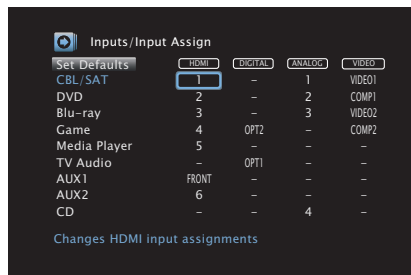 Inputs/Input Assign
Set Defaults HDMI DIGITAL ANALOG VIDEO
CBL/SAT 1 – 1 VIDEO1
DVD 2 – 2 COMP1
Blu-ray 3 – 3 VIDEO2
Game 4 OPT2 – COMP2
Media Player 5 – – –
TV Audio – OPT1 – –
AUX1 FRONT – – –
AUX2 6 – – –
CD – – 4 –
Changes HDMI input assignments